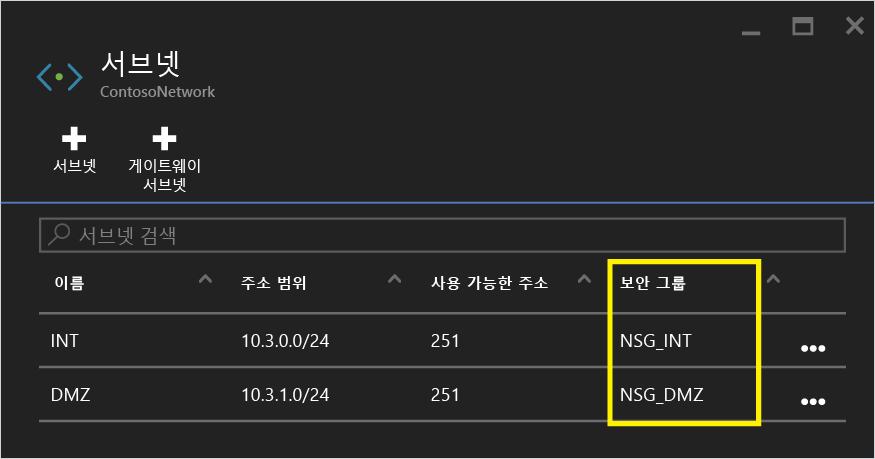 서브넷
ContosoNetwork
서브넷
게이트웨이
서브넷
서브넷 검색
이름 주소 범위 사용 가능한 주소 보안 그룹
INT 10.3.0.0/24 251 NSG_INT
DMZ 10.3.1.0/24 251 NSG_DMZ